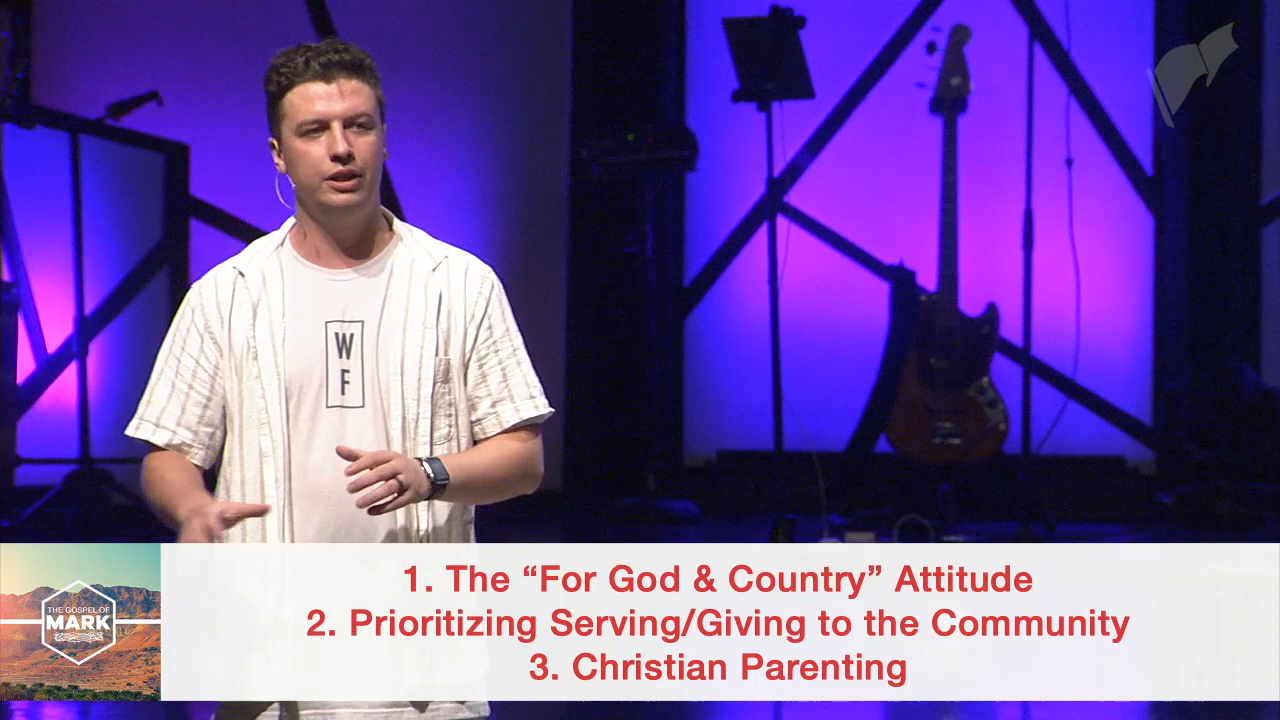 W
F
1. The “For God & Country” Attitude
2. Prioritizing Serving/Giving to the Community
3. Christian Parenting
THE GOSPEL OF
MARK